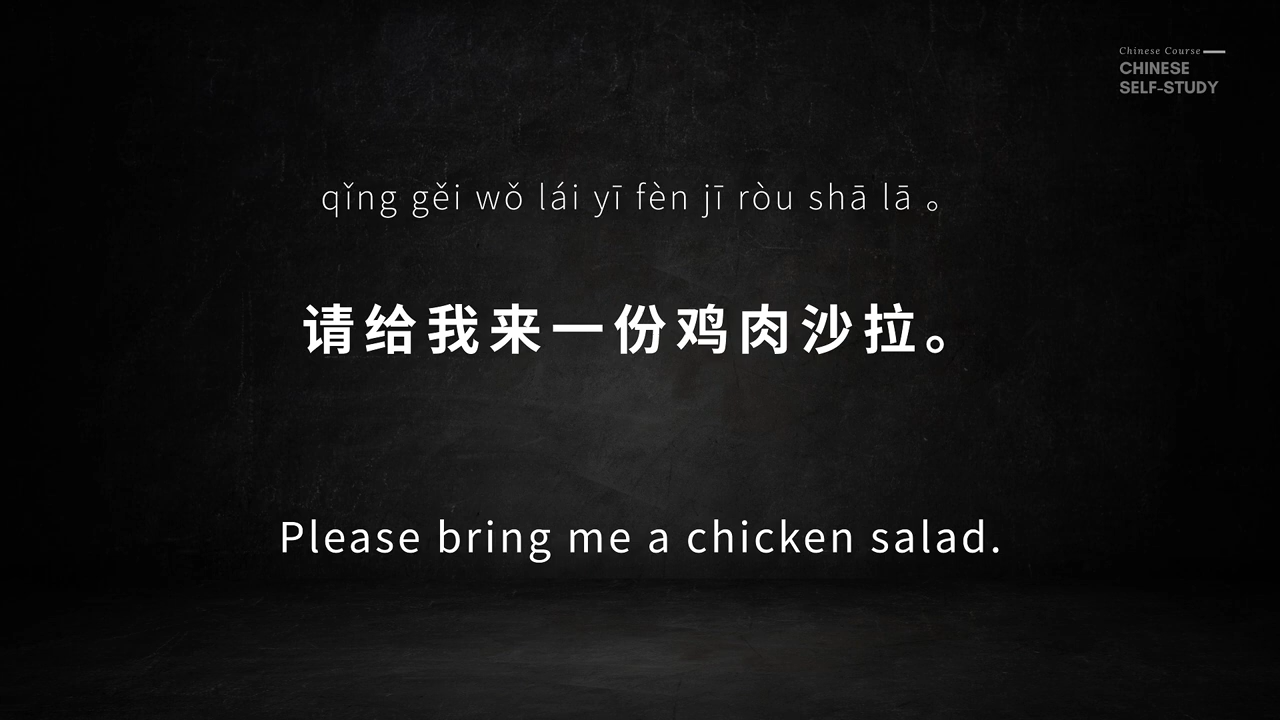 Chinese Course
CHINESE
SELF-STUDY
qǐng gěi wǒ lái yī fèn jī ròu shā lā 。
请给我来一份鸡肉沙拉。
Please bring me a chicken salad.